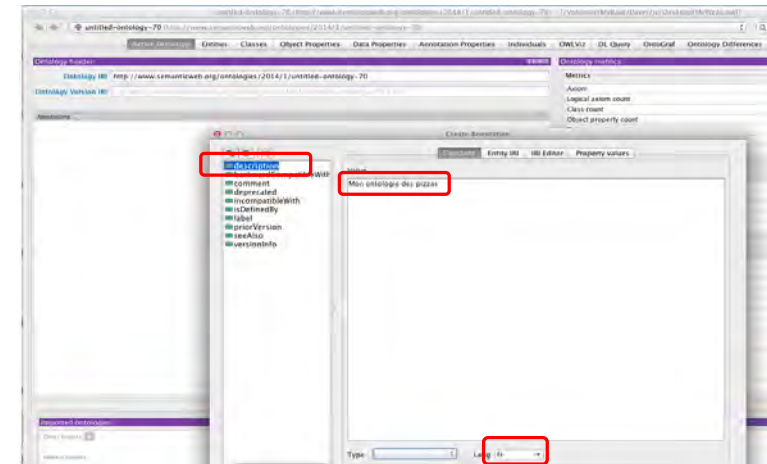 untitled-ontology-70
Active Ontology Entities Classes Object Properties Data Properties Annotation Properties Individuals OWLViz DL Query OntoGraf Ontology Differences
Ontology header:
Ontology metrics
Ontology IRI http://www.semanticweb.org/ontologies/2014/1/untitled-ontology-70
Metrics
Ontology Version IRI
Axiom
Logical axiom count
Class count
Object property count
Annotations
Create Annotation
Constant Entity IRI IRI Editor Property values
description
Value
Mon ontologie des pizzas
comment
deprecated
incompatibleWith
isDefinedBy
label
priorVersion
seeAlso
versionInfo
Imported ontologies:
Direct Imports
Type Lang fr